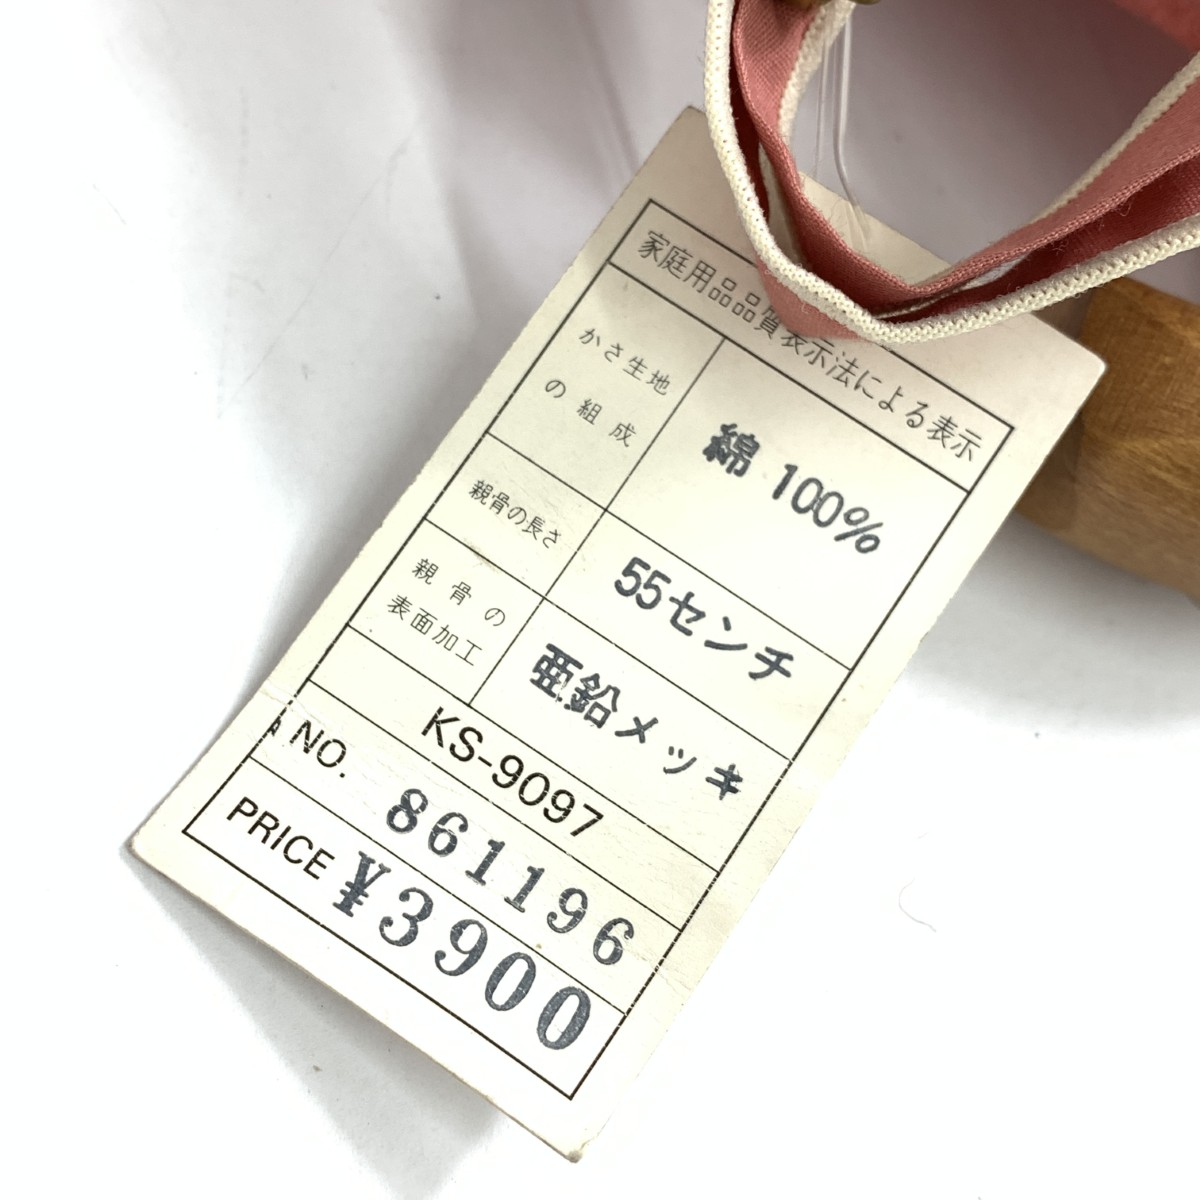 家庭用品品質表示法による表示
かさ生地
の組成
綿 100%
親骨の長さ
55センチ
親骨の
表面加工
亜鉛メッキ
KS-9097
NO. 861196
PRICE ¥3900